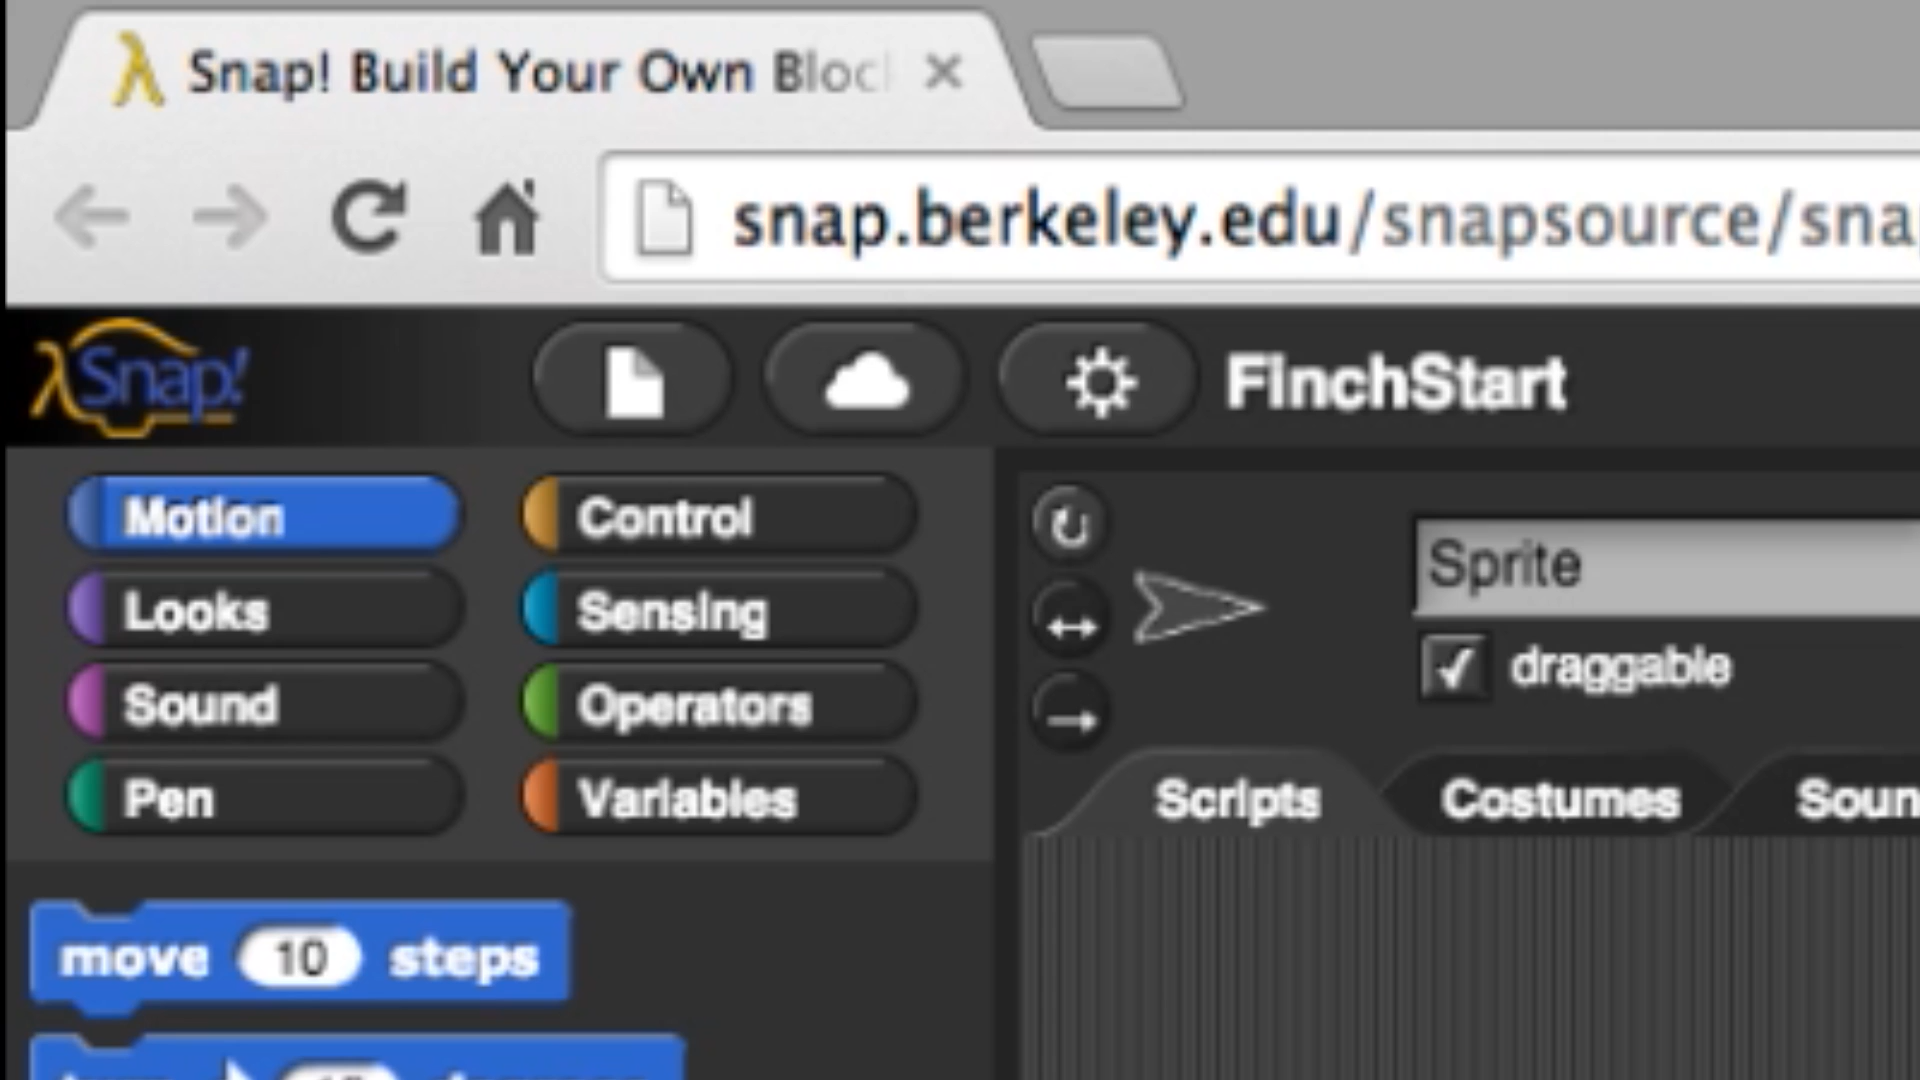 Snap! Build Your Own Bloc
snap.berkeley.edu/snapsource/sna
λSnap!
FinchStart
Motion
Control
Looks
Sensing
Sound
Operators
Pen
Variables
Sprite
draggable
Scripts
Costumes
Soun
move 10 steps